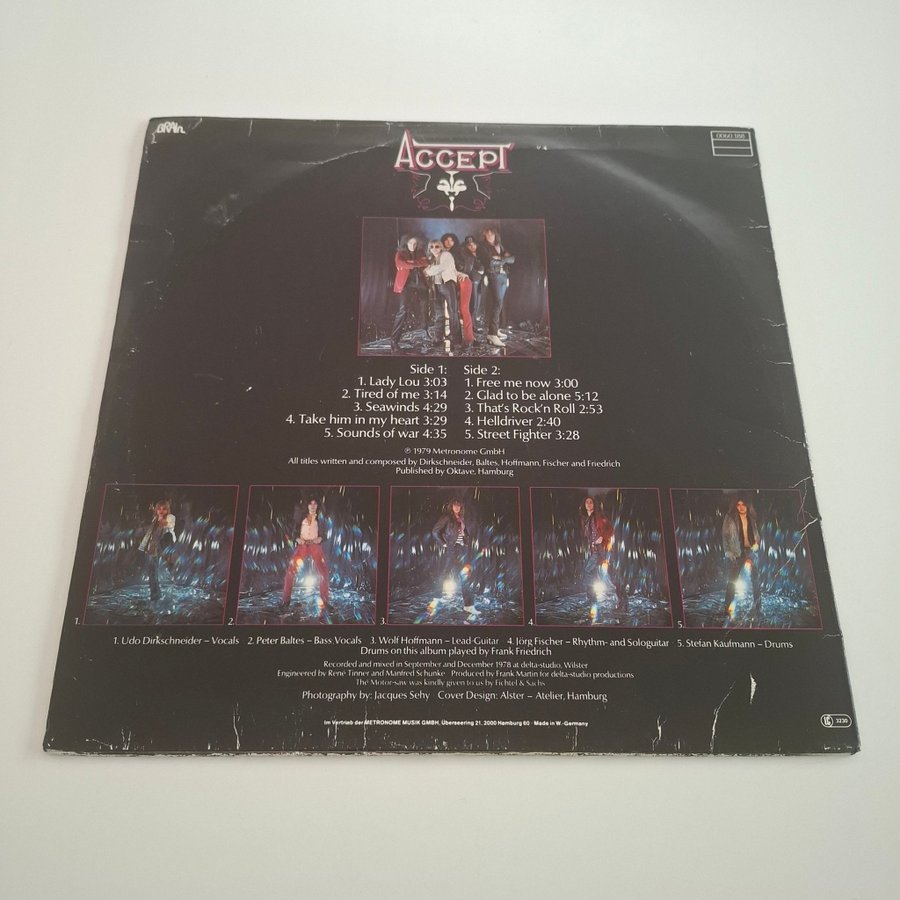 BRAIN
0060.188
ACCEPT
Side 1:
1. Lady Lou 3:03
2. Tired of me 3:14
3. Seawinds 4:29
4. Take him in my heart 3:29
5. Sounds of war 4:35
Side 2:
1. Free me now 3:00
2. Glad to be alone 5:12
3. That's Rock'n Roll 2:53
4. Helldriver 2:40
5. Street Fighter 3:28
℗ 1979 Metronome GmbH
All titles written and composed by Dirkschneider, Baltes, Hoffmann, Fischer and Friedrich
Published by Oktave, Hamburg
1. 2. 3. 4. 5.
1. Udo Dirkschneider – Vocals 2. Peter Baltes – Bass Vocals 3. Wolf Hoffmann – Lead-Guitar 4. Jörg Fischer – Rhythm- and Sologuitar 5. Stefan Kaufmann – Drums
Drums on this album played by Frank Friedrich
Recorded and mixed in September and December 1978 at delta-studio, Wilster
Engineered by René Tinner and Manfred Schunke Produced by Frank Martin for delta-studio productions
The Motor-saw was kindly given to us by Fichtel & Sachs
Photography by: Jacques Sehy Cover Design: Alster – Atelier, Hamburg
Im Vertrieb der METRONOME MUSIK GMBH, Überseering 21, 2000 Hamburg 60 Made in W.-Germany
LC 3230